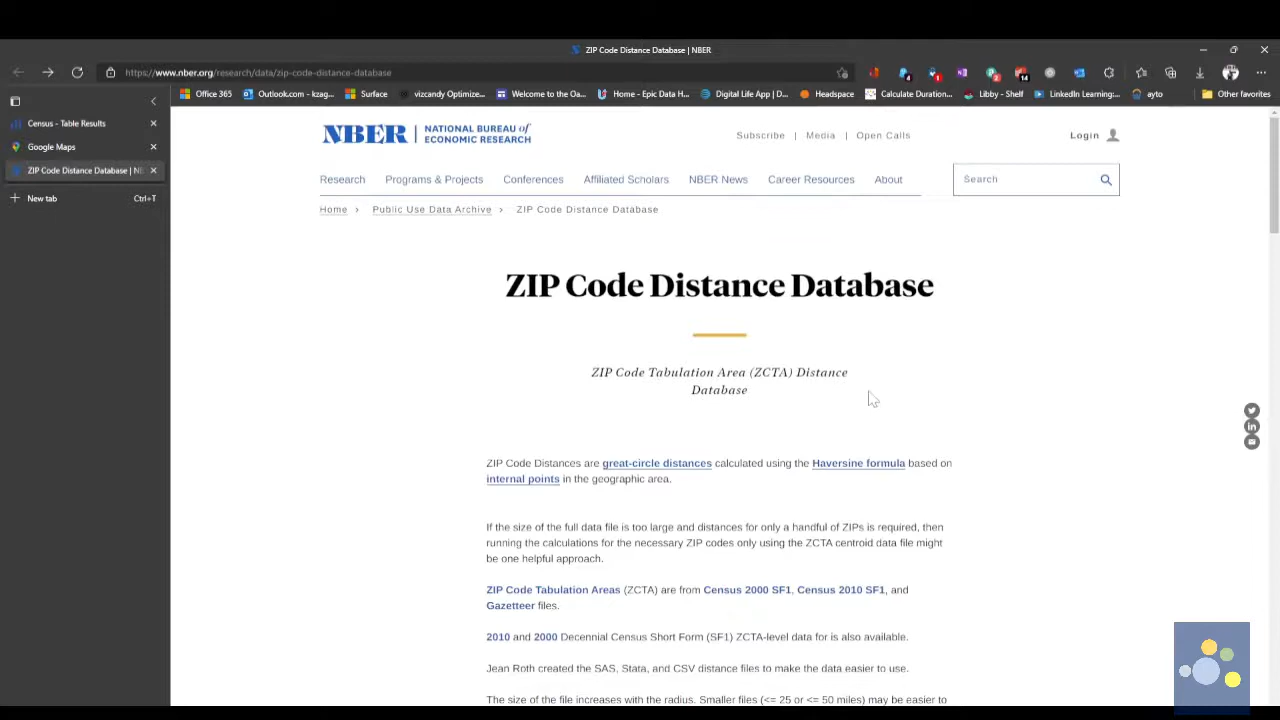 ZIP Code Distance Database | NBER
https://www.nber.org/research/data/zip-code-distance-database
4
1
2
14
Office 365
Outlook.com - kzag...
Surface
vizcandy Optimize...
Welcome to the Oa...
Home - Epic Data H...
Digital Life App | D...
Headspace
Calculate Duration...
Libby - Shelf
LinkedIn Learning:...
ayto
Other favorites
Census - Table Results
Google Maps
ZIP Code Distance Database | NB
New tab
Ctrl+T
NBER | NATIONAL BUREAU of
ECONOMIC RESEARCH
Subscribe | Media | Open Calls
Login
Research
Programs & Projects
Conferences
Affiliated Scholars
NBER News
Career Resources
About
Search
Home › Public Use Data Archive › ZIP Code Distance Database
ZIP Code Distance Database
ZIP Code Tabulation Area (ZCTA) Distance
Database
ZIP Code Distances are great-circle distances calculated using the Haversine formula based on
internal points in the geographic area.
If the size of the full data file is too large and distances for only a handful of ZIPs is required, then
running the calculations for the necessary ZIP codes only using the ZCTA centroid data file might
be one helpful approach.
ZIP Code Tabulation Areas (ZCTA) are from Census 2000 SF1, Census 2010 SF1, and
Gazetteer files.
2010 and 2000 Decennial Census Short Form (SF1) ZCTA-level data for is also available.
Jean Roth created the SAS, Stata, and CSV distance files to make the data easier to use.
The size of the file increases with the radius. Smaller files (<= 25 or <= 50 miles) may be easier to